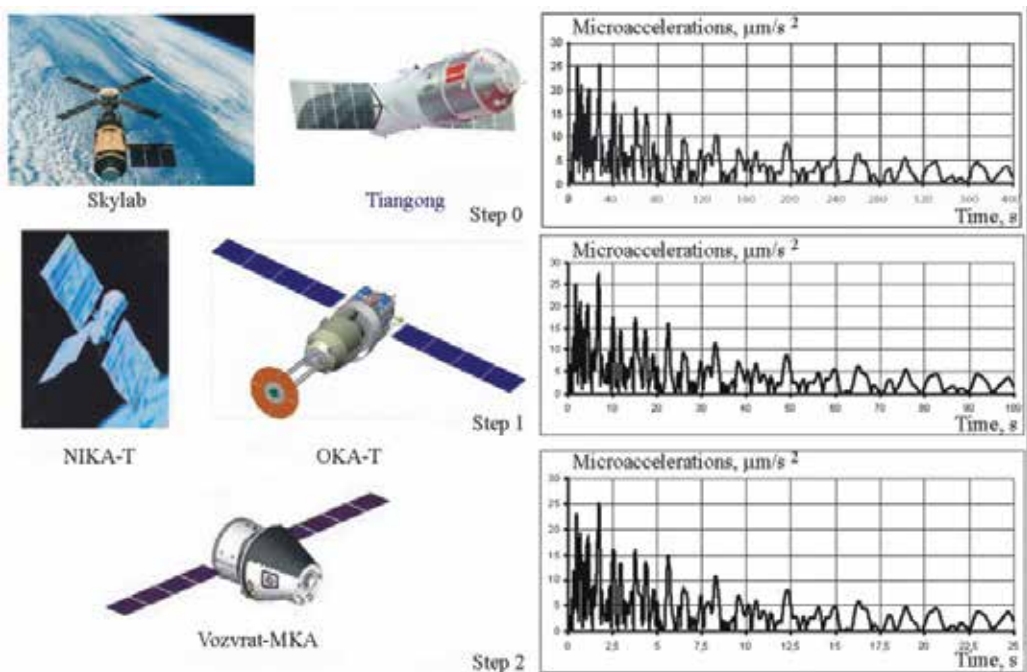 Skylab
Tiangong
Step 0
Microaccelerations, μm/s 2
30
25
20
15
10
5
0
0 40 80 120 160 200 240 280 320 360 400
Time, s
NIKA-T
OKA-T
Step 1
Microaccelerations, μm/s 2
30
25
20
15
10
5
0
0 10 20 30 40 50 60 70 80 90 100
Time, s
Vozvrat-MKA
Step 2
Microaccelerations, μm/s 2
30
25
20
15
10
5
0
0 2,5 5 7,5 10 12,5 15 17,5 20 22,5 25
Time, s